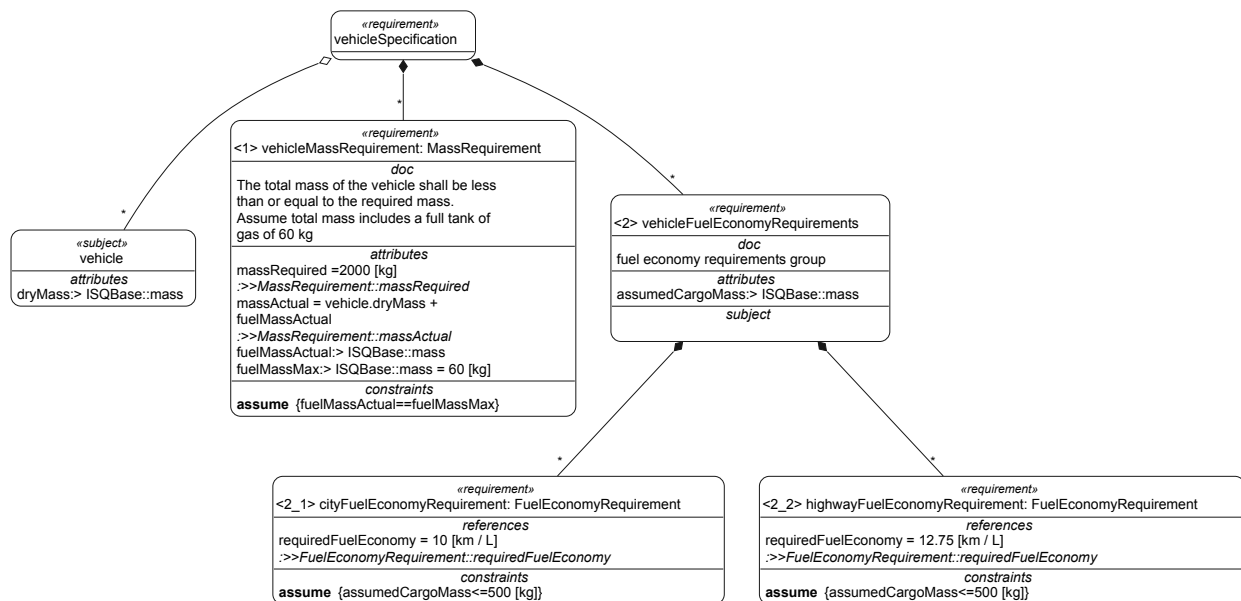 «requirement»
vehicleSpecification
*
*
*
«requirement»
<1> vehicleMassRequirement: MassRequirement
doc
The total mass of the vehicle shall be less
than or equal to the required mass.
Assume total mass includes a full tank of
gas of 60 kg
attributes
massRequired =2000 [kg]
:>>MassRequirement::massRequired
massActual = vehicle.dryMass +
fuelMassActual
:>>MassRequirement::massActual
fuelMassActual:> ISQBase::mass
fuelMassMax:> ISQBase::mass = 60 [kg]
constraints
assume {fuelMassActual==fuelMassMax}
«subject»
vehicle
attributes
dryMass:> ISQBase::mass
«requirement»
<2> vehicleFuelEconomyRequirements
doc
fuel economy requirements group
attributes
assumedCargoMass:> ISQBase::mass
subject
*
*
«requirement»
<2_1> cityFuelEconomyRequirement: FuelEconomyRequirement
references
requiredFuelEconomy = 10 [km / L]
:>>FuelEconomyRequirement::requiredFuelEconomy
constraints
assume {assumedCargoMass<=500 [kg]}
«requirement»
<2_2> highwayFuelEconomyRequirement: FuelEconomyRequirement
references
requiredFuelEconomy = 12.75 [km / L]
:>>FuelEconomyRequirement::requiredFuelEconomy
constraints
assume {assumedCargoMass<=500 [kg]}